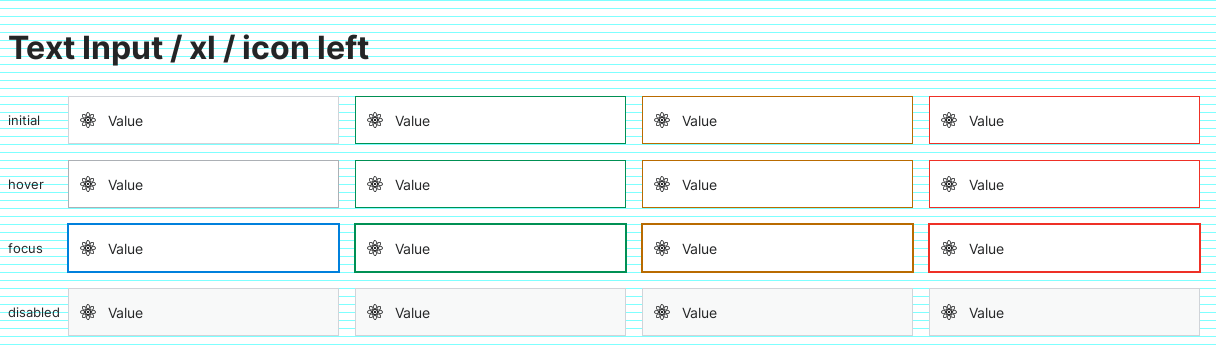 Text Input / xl / icon left
initial Value Value Value Value
hover Value Value Value Value
focus Value Value Value Value
disabled Value Value Value Value